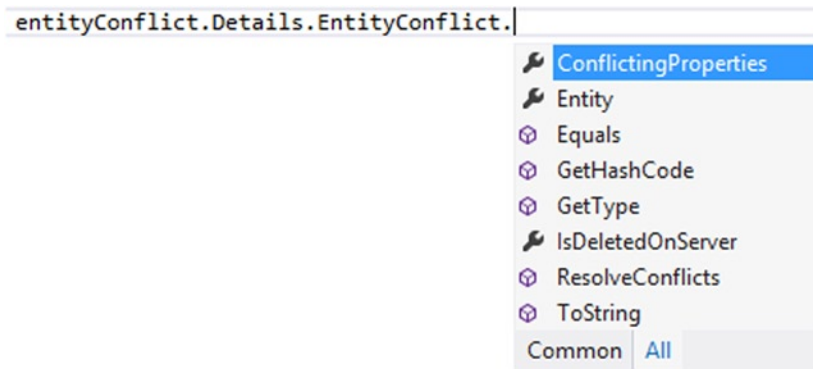 entityConflict.Details.EntityConflict.
ConflictingProperties
Entity
Equals
GetHashCode
GetType
IsDeletedOnServer
ResolveConflicts
ToString
Common All